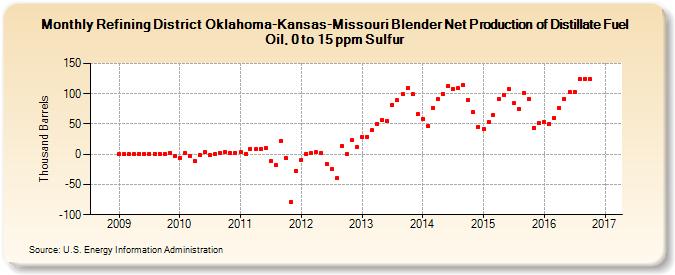 Monthly Refining District Oklahoma-Kansas-Missouri Blender Net Production of Distillate Fuel
Oil, 0 to 15 ppm Sulfur
Thousand Barrels
150
100
50
0
-50
-100
2009 2010 2011 2012 2013 2014 2015 2016 2017
Source: U.S. Energy Information Administration